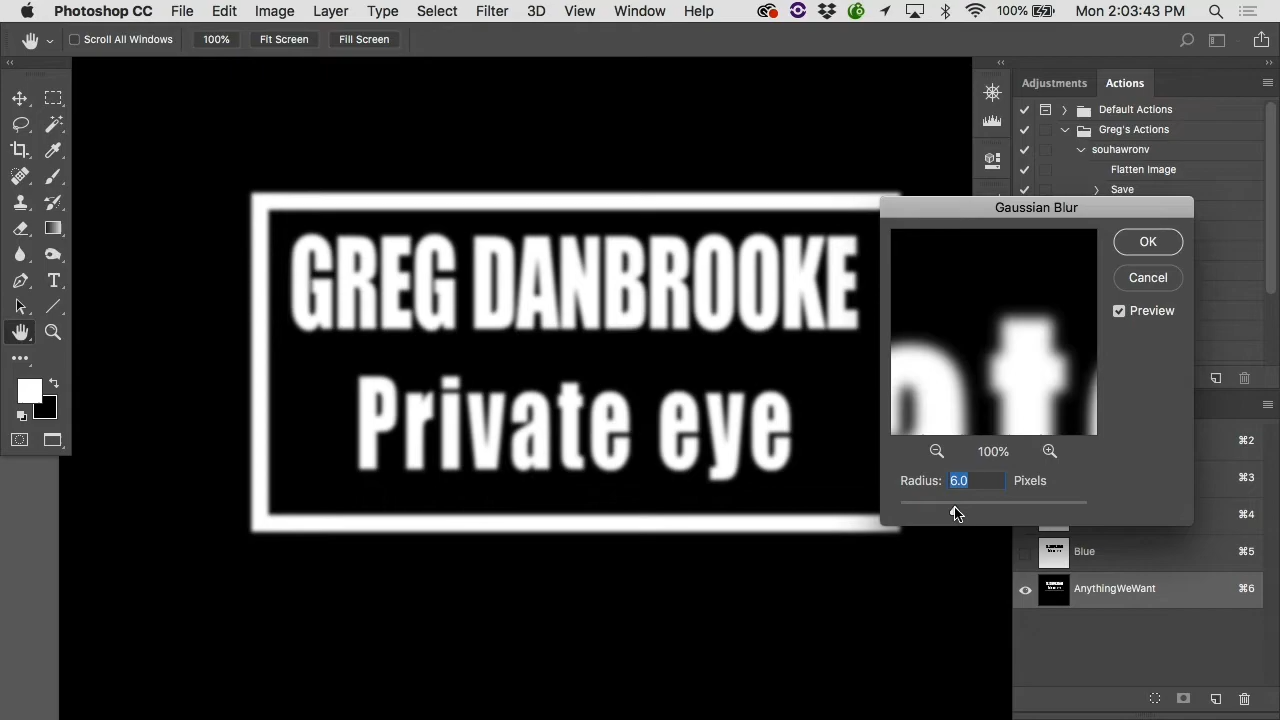 Photoshop CC File Edit Image Layer Type Select Filter 3D View Window Help 100% Mon 2:03:43 PM
Scroll All Windows 100% Fit Screen Fill Screen
Adjustments Actions
Default Actions
Greg's Actions
souhawronv
Flatten Image
Save
Gaussian Blur
GREG DANBROOKE
Private eye
OK
Cancel
Preview
100%
Radius: 6.0 Pixels
⌘2
⌘3
⌘4
Blue ⌘5
AnythingWeWant ⌘6